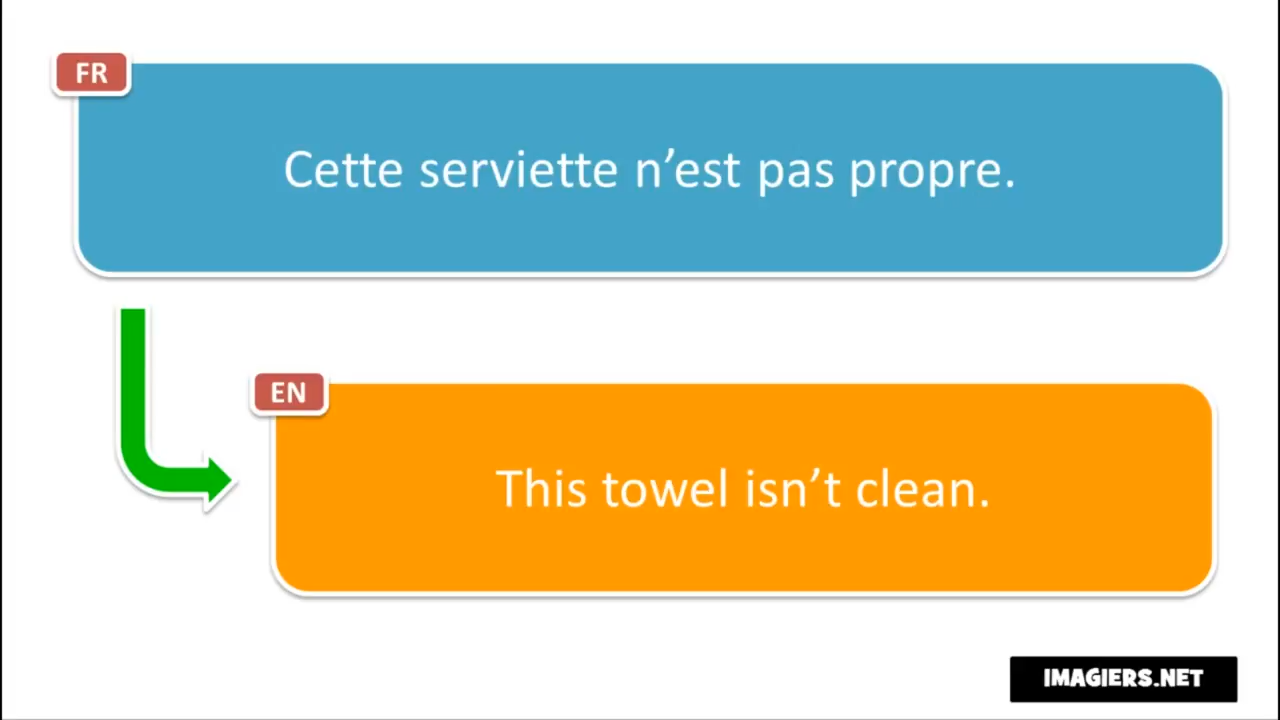 FR
Cette serviette n’est pas propre.
EN
This towel isn’t clean.
IMAGIERS.NET